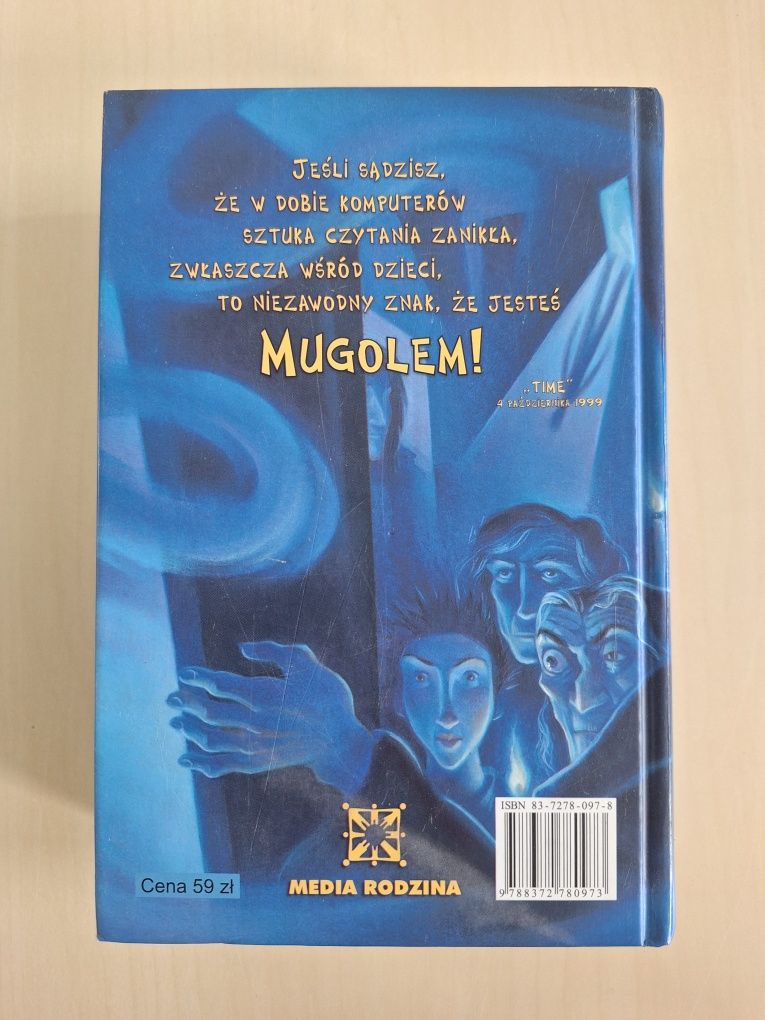 JEŚLI SĄDZISZ,
ŻE W DOBIE KOMPUTERÓW
SZTUKA CZYTANIA ZANIKŁA,
ZWŁASZCZA WŚRÓD DZIECI,
TO NIEZAWODNY ZNAK, ŻE JESTEŚ
MUGOLEM!
„TIME”
4 PAŹDZIERNIKA 1999
ISBN 83-7278-097-8
9 788372 780973
MEDIA RODZINA
Cena 59 zł